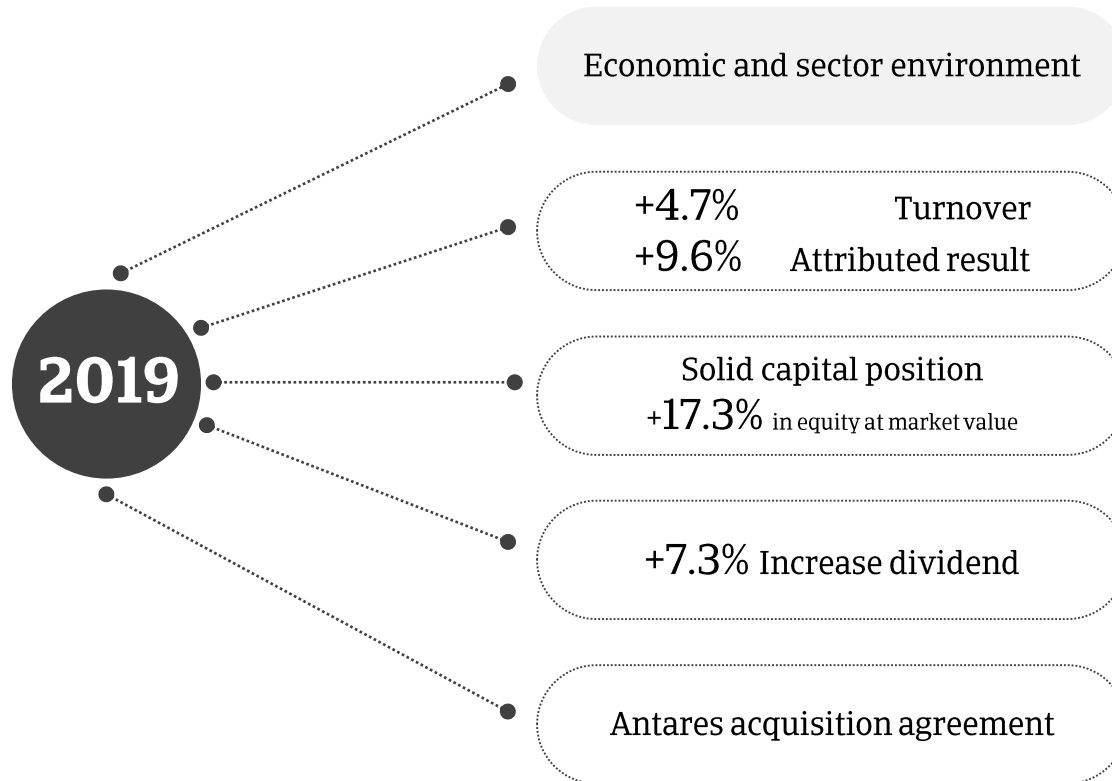 Economic and sector environment
+4.7% Turnover
+9.6% Attributed result
2019
Solid capital position
+17.3% in equity at market value
+7.3% Increase dividend
Antares acquisition agreement